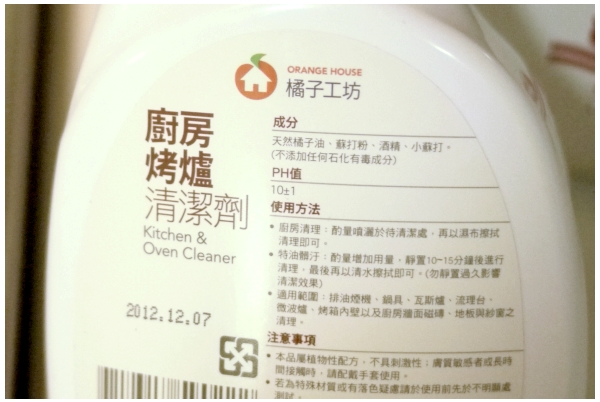 ORANGE HOUSE
橘子工坊
廚房
烤爐
清潔劑
Kitchen &
Oven Cleaner
2012.12.07
成分
天然橘子油、蘇打粉、酒精、小蘇打。
(不添加任何石化有毒成分)
PH值
10±1
使用方法
• 廚房清理：酌量噴灑於待清潔處，再以濕布擦拭
清理即可。
• 特油髒汙：酌量增加用量，靜置10~15分鐘後進行
清理，最後再以清水擦拭即可。(勿靜置過久影響
清潔效果)
• 適用範圍：排油煙機、鍋具、瓦斯爐、流理台、
微波爐、烤箱內壁以及廚房牆面磁磚、地板與紗窗之
清理。
注意事項
• 本品屬植物性配方，不具刺激性；膚質敏感者或長時
間接觸時，請配戴手套使用。
• 若為特殊材質或有落色疑慮請於使用前先於不明顯處
測試。